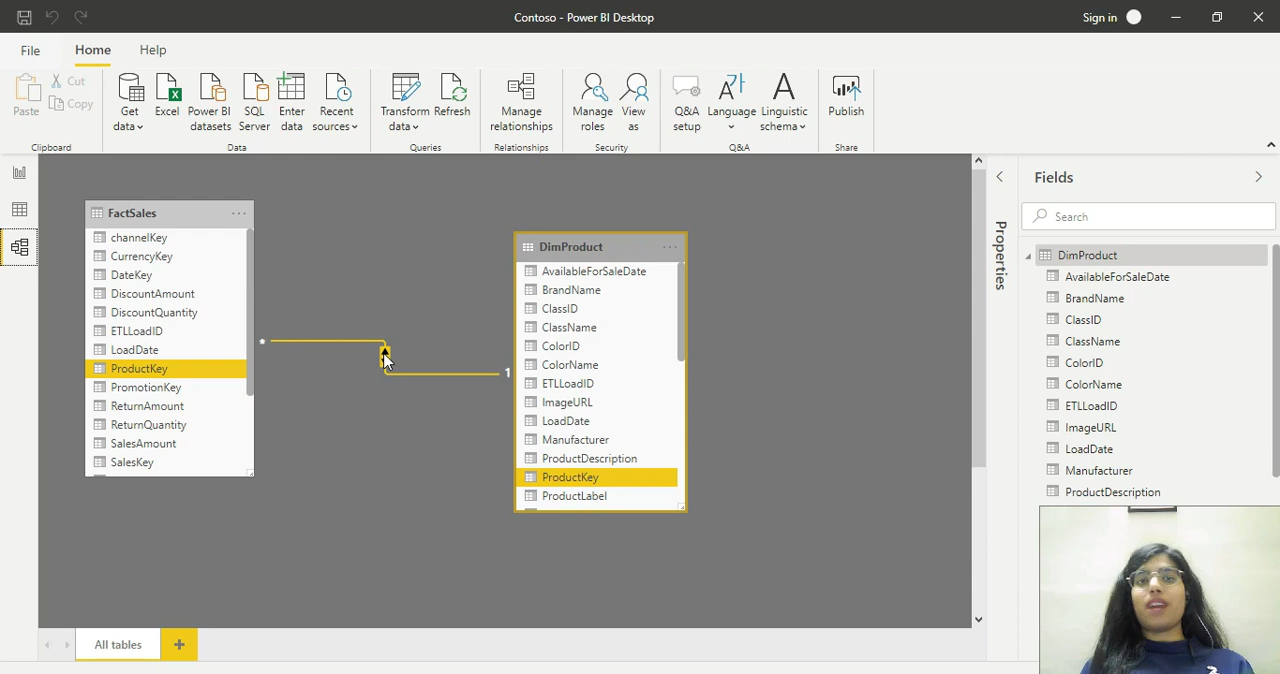 Contoso - Power BI Desktop
Sign in
File
Home
Help
Paste
Cut
Copy
Clipboard
Get data
Excel
Power BI datasets
SQL Server
Enter data
Recent sources
Data
Transform data
Refresh
Queries
Manage relationships
Relationships
Manage roles
View as
Security
Q&A setup
Language
Linguistic schema
Q&A
Publish
Share
FactSales
channelKey
CurrencyKey
DateKey
DiscountAmount
DiscountQuantity
ETLLoadID
LoadDate
ProductKey
PromotionKey
ReturnAmount
ReturnQuantity
SalesAmount
SalesKey
*
1
DimProduct
AvailableForSaleDate
BrandName
ClassID
ClassName
ColorID
ColorName
ETLLoadID
ImageURL
LoadDate
Manufacturer
ProductDescription
ProductKey
ProductLabel
Properties
Fields
Search
DimProduct
AvailableForSaleDate
BrandName
ClassID
ClassName
ColorID
ColorName
ETLLoadID
ImageURL
LoadDate
Manufacturer
ProductDescription
All tables